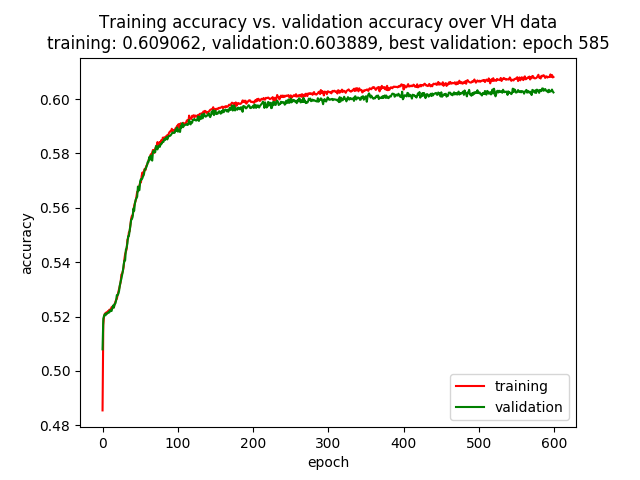 Training accuracy vs. validation accuracy over VH data
training: 0.609062, validation:0.603889, best validation: epoch 585
0.60
0.58
0.56
0.54
0.52
0.50
0.48
accuracy
training
validation
0 100 200 300 400 500 600
epoch